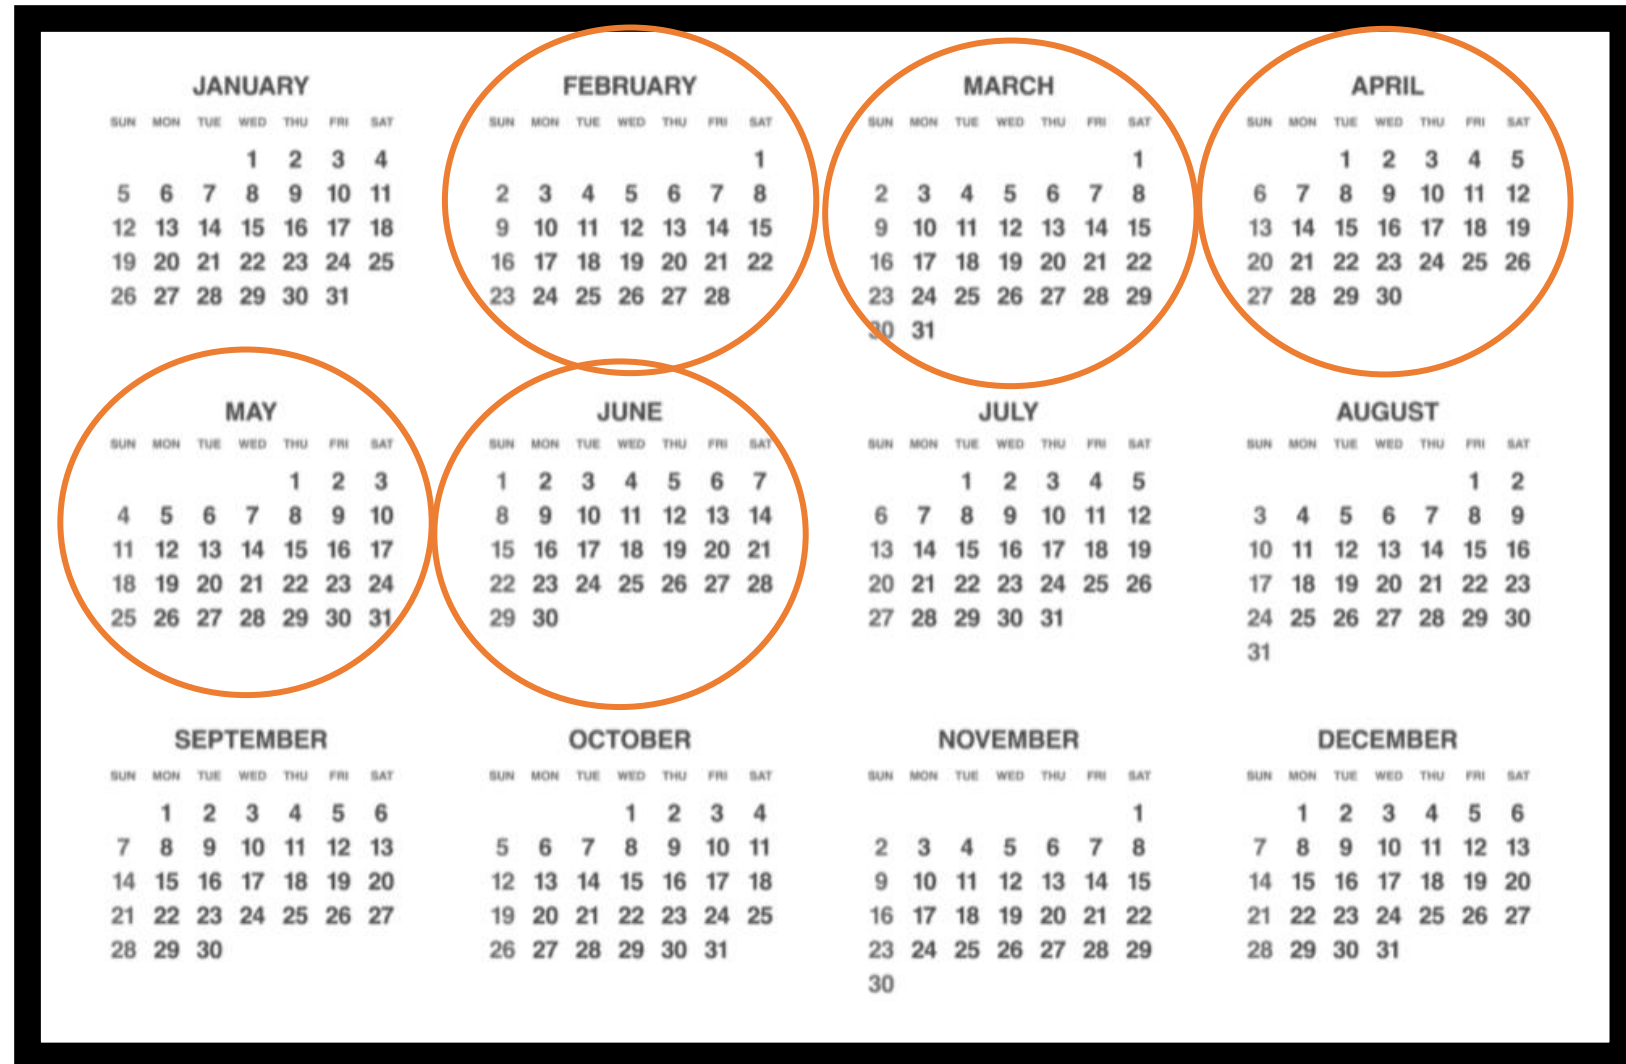 JANUARY
SUN MON TUE WED THU FRI SAT
1 2 3 4
5 6 7 8 9 10 11
12 13 14 15 16 17 18
19 20 21 22 23 24 25
26 27 28 29 30 31
FEBRUARY
SUN MON TUE WED THU FRI SAT
1
2 3 4 5 6 7 8
9 10 11 12 13 14 15
16 17 18 19 20 21 22
23 24 25 26 27 28
MARCH
SUN MON TUE WED THU FRI SAT
1
2 3 4 5 6 7 8
9 10 11 12 13 14 15
16 17 18 19 20 21 22
23 24 25 26 27 28 29
30 31
APRIL
SUN MON TUE WED THU FRI SAT
1 2 3 4 5
6 7 8 9 10 11 12
13 14 15 16 17 18 19
20 21 22 23 24 25 26
27 28 29 30
MAY
SUN MON TUE WED THU FRI SAT
1 2 3
4 5 6 7 8 9 10
11 12 13 14 15 16 17
18 19 20 21 22 23 24
25 26 27 28 29 30 31
JUNE
SUN MON TUE WED THU FRI SAT
1 2 3 4 5 6 7
8 9 10 11 12 13 14
15 16 17 18 19 20 21
22 23 24 25 26 27 28
29 30
JULY
SUN MON TUE WED THU FRI SAT
1 2 3 4 5
6 7 8 9 10 11 12
13 14 15 16 17 18 19
20 21 22 23 24 25 26
27 28 29 30 31
AUGUST
SUN MON TUE WED THU FRI SAT
1 2
3 4 5 6 7 8 9
10 11 12 13 14 15 16
17 18 19 20 21 22 23
24 25 26 27 28 29 30
31
SEPTEMBER
SUN MON TUE WED THU FRI SAT
1 2 3 4 5 6
7 8 9 10 11 12 13
14 15 16 17 18 19 20
21 22 23 24 25 26 27
28 29 30
OCTOBER
SUN MON TUE WED THU FRI SAT
1 2 3 4
5 6 7 8 9 10 11
12 13 14 15 16 17 18
19 20 21 22 23 24 25
26 27 28 29 30 31
NOVEMBER
SUN MON TUE WED THU FRI SAT
1
2 3 4 5 6 7 8
9 10 11 12 13 14 15
16 17 18 19 20 21 22
23 24 25 26 27 28 29
30
DECEMBER
SUN MON TUE WED THU FRI SAT
1 2 3 4 5 6
7 8 9 10 11 12 13
14 15 16 17 18 19 20
21 22 23 24 25 26 27
28 29 30 31